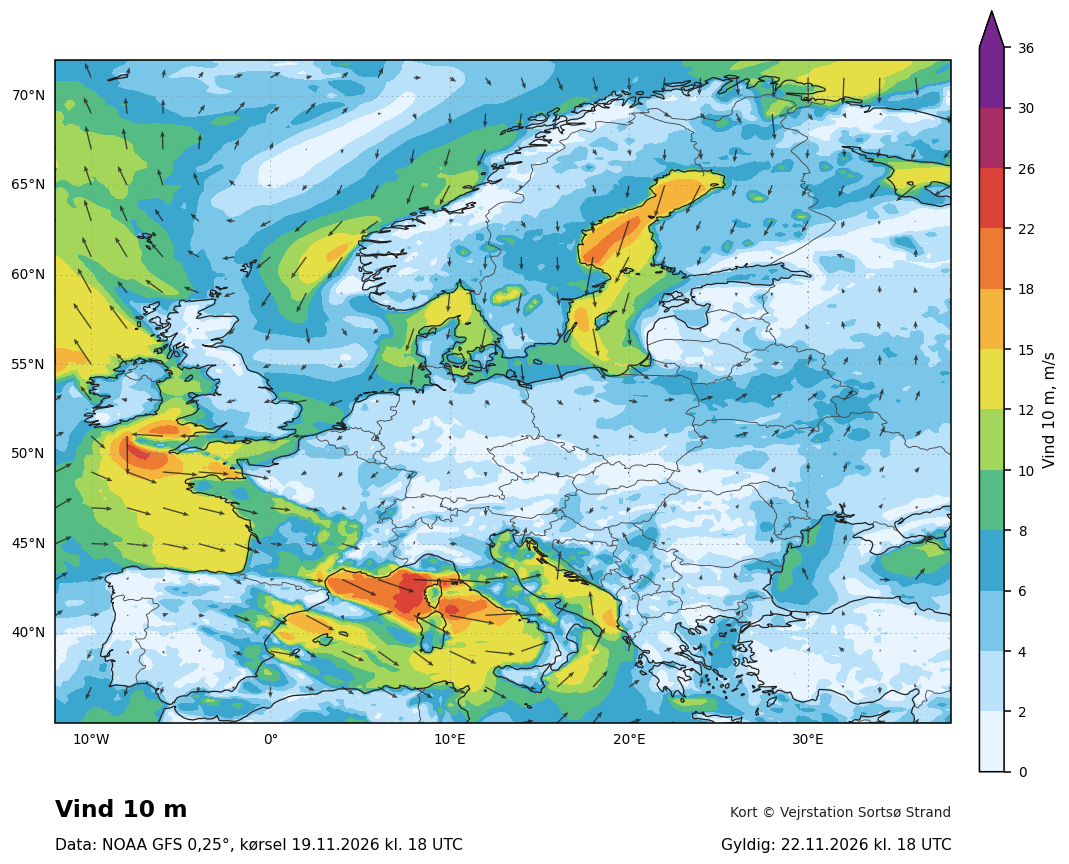 36
30
26
22
18
15
12
10
8
6
4
2
0
Vind 10 m, m/s
70°N
65°N
60°N
55°N
50°N
45°N
40°N
10°W 0° 10°E 20°E 30°E
Vind 10 m
Kort © Vejrstation Sortsø Strand
Data: NOAA GFS 0,25°, kørsel 19.11.2026 kl. 18 UTC
Gyldig: 22.11.2026 kl. 18 UTC